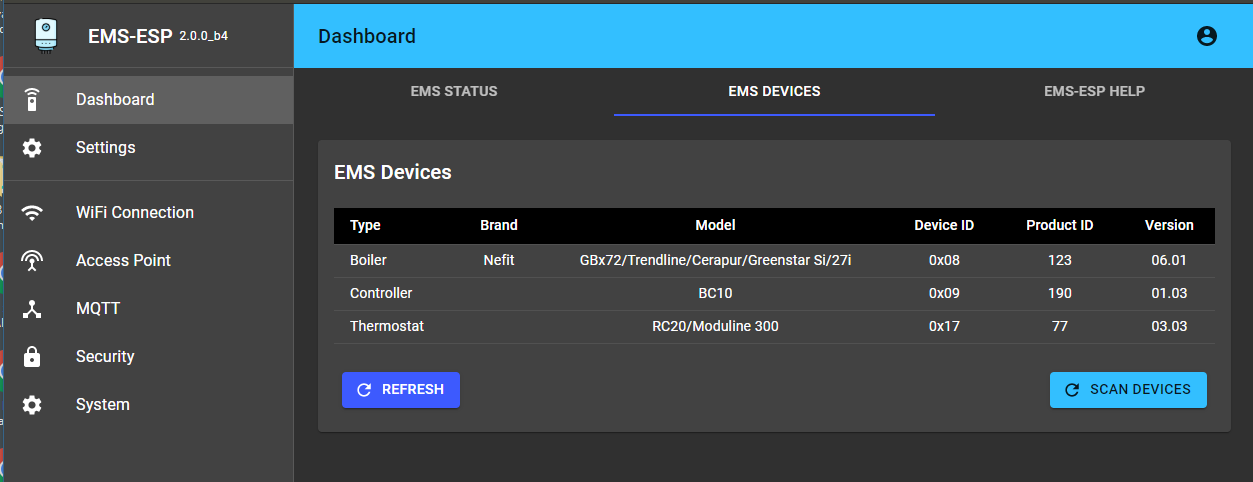 EMS-ESP 2.0.0_b4
Dashboard
Dashboard
Settings
WiFi Connection
Access Point
MQTT
Security
System
EMS STATUS EMS DEVICES EMS-ESP HELP
EMS Devices
Type Brand Model Device ID Product ID Version
Boiler Nefit GBx72/Trendline/Cerapur/Greenstar Si/27i 0x08 123 06.01
Controller BC10 0x09 190 01.03
Thermostat RC20/Moduline 300 0x17 77 03.03
REFRESH SCAN DEVICES